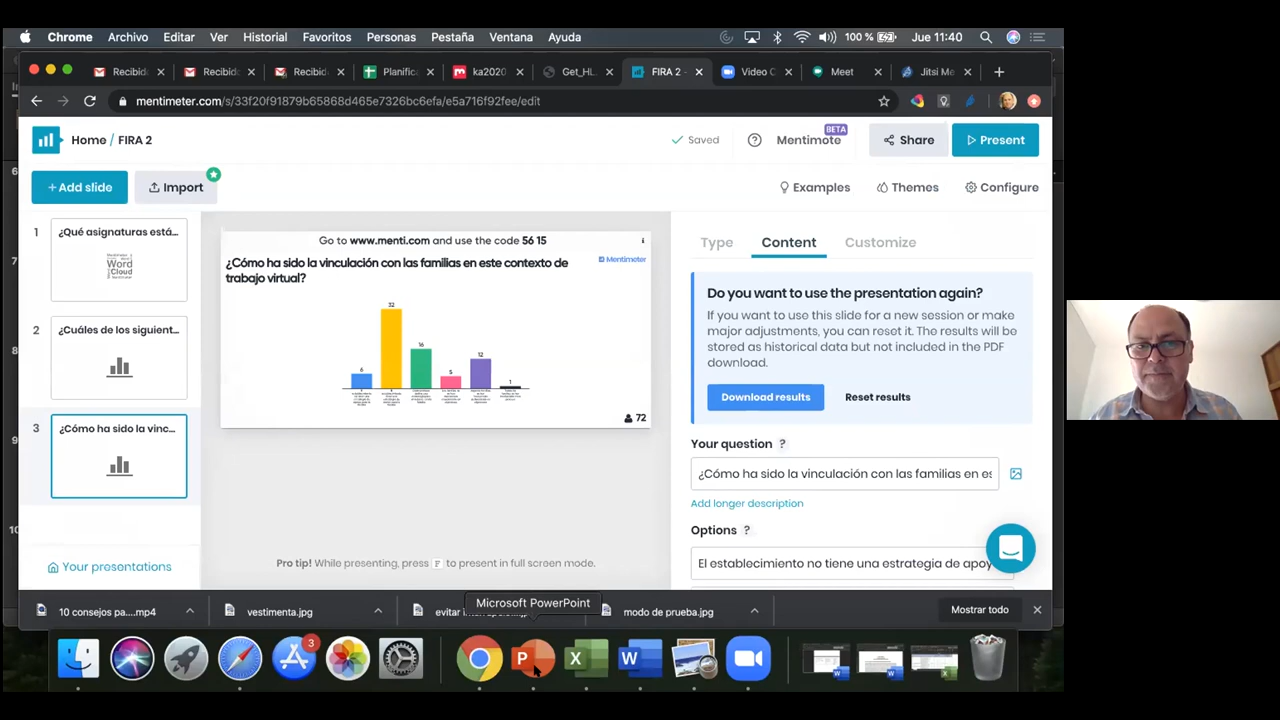 Chrome Archivo Editar Ver Historial Favoritos Personas Pestaña Ventana Ayuda 100 % Jue 11:40
Recibid Recibid Recibid Planific ka2020 Get_HL FIRA 2 - Video C Meet Jitsi Me
mentimeter.com/s/33f20f91879b65868d465e7326bc6efa/e5a716f92fee/edit
Home / FIRA 2 Saved Mentimote BETA Share Present
+ Add slide Import Examples Themes Configure
1 ¿Qué asignaturas está...
Word
Cloud
2 ¿Cuáles de los siguient...
3 ¿Cómo ha sido la vinc...
Your presentations
Go to www.menti.com and use the code 56 15
Mentimeter
¿Cómo ha sido la vinculación con las familias en este contexto de
trabajo virtual?
6 32 16 5 12 1
72
Pro tip! While presenting, press F to present in full screen mode.
Type Content Customize
Do you want to use the presentation again?
If you want to use this slide for a new session or make
major adjustments, you can reset it. The results will be
stored as historical data but not included in the PDF
download.
Download results Reset results
Your question ?
¿Cómo ha sido la vinculación con las familias en es
Add longer description
Options ?
El establecimiento no tiene una estrategia de apoy
10 consejos pa....mp4 vestimenta.jpg evitar modo de prueba.jpg Mostrar todo
Microsoft PowerPoint
3